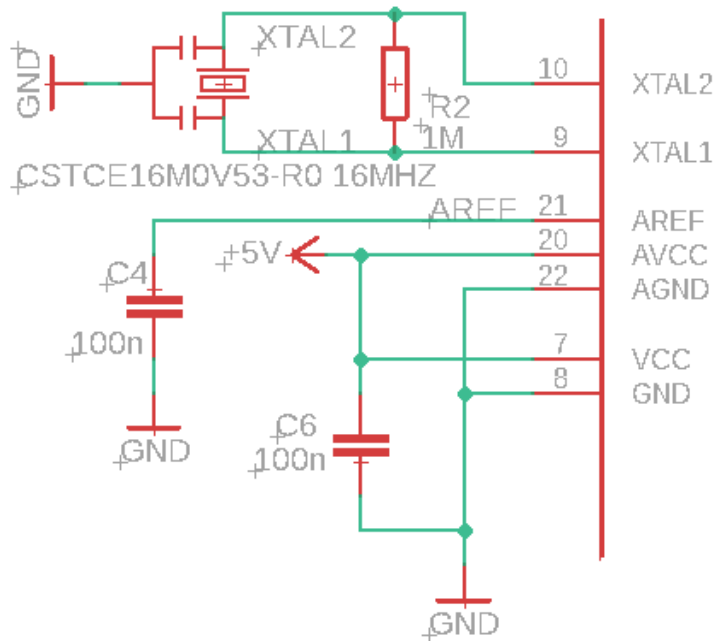 GND
XTAL2
10
XTAL2
R2
1M
XTAL1
9
XTAL1
CSTCE16M0V53-R0 16MHZ
AREF
21
AREF
+5V
20
AVCC
C4
22
AGND
100n
7
VCC
8
GND
C6
GND
100n
GND